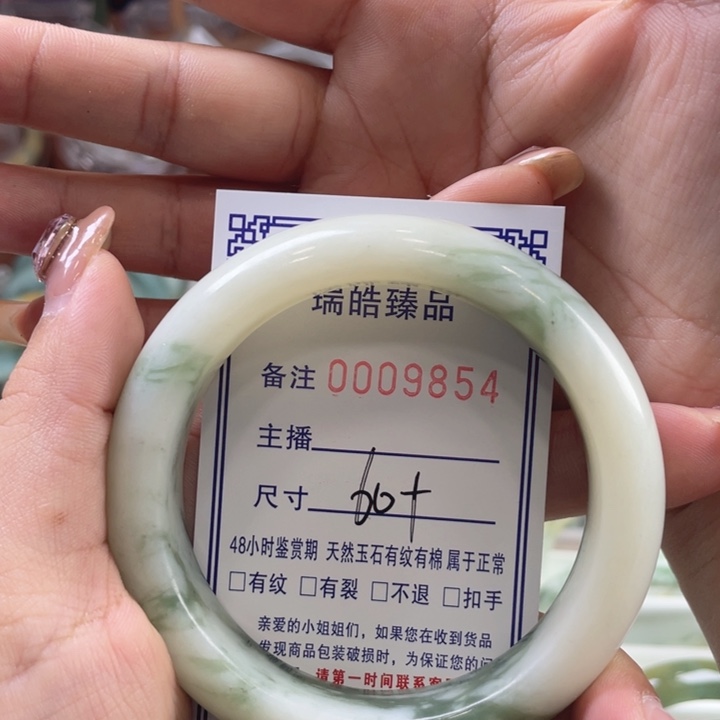 瑞皓臻品
备注 0009854
主播
尺寸 60+
48小时鉴赏期 天然玉石有纹有棉 属于正常
□有纹 □有裂 □不退 □扣手
亲爱的小姐姐们，如果您在收到货品
发现商品包装破损时，为保证您的
请第一时间联系客